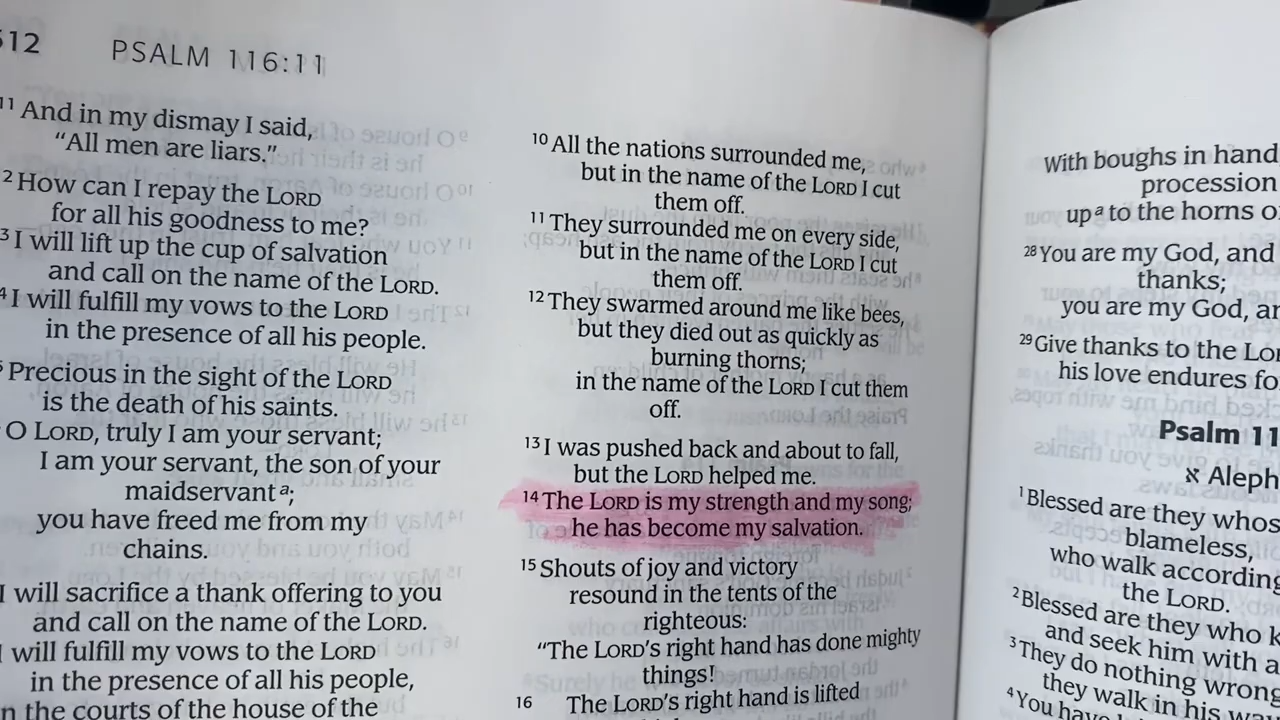 512 PSALM 116:11
11 And in my dismay I said,
"All men are liars."
2 How can I repay the LORD
for all his goodness to me?
3 I will lift up the cup of salvation
and call on the name of the LORD.
4 I will fulfill my vows to the LORD
in the presence of all his people.
Precious in the sight of the LORD
is the death of his saints.
O LORD, truly I am your servant;
I am your servant, the son of your
maidservant a;
you have freed me from my
chains.
I will sacrifice a thank offering to you
and call on the name of the LORD.
I will fulfill my vows to the LORD
in the presence of all his people,
in the courts of the house of the
10 All the nations surrounded me,
but in the name of the LORD I cut
them off.
11 They surrounded me on every side,
but in the name of the LORD I cut
them off.
12 They swarmed around me like bees,
but they died out as quickly as
burning thorns;
in the name of the LORD I cut them
off.
13 I was pushed back and about to fall,
but the LORD helped me.
14 The LORD is my strength and my song;
he has become my salvation.
15 Shouts of joy and victory
resound in the tents of the
righteous:
"The LORD'S right hand has done mighty
things!
16 The LORD'S right hand is lifted
With boughs in hand
procession
up a to the horns o
28 You are my God, and
thanks;
you are my God, an
29 Give thanks to the Lor
his love endures fo
Psalm 11
א Aleph
1 Blessed are they whos
blameless,
who walk according
the LORD.
2 Blessed are they who k
and seek him with a
3 They do nothing wrong
they walk in his wa
4 You have